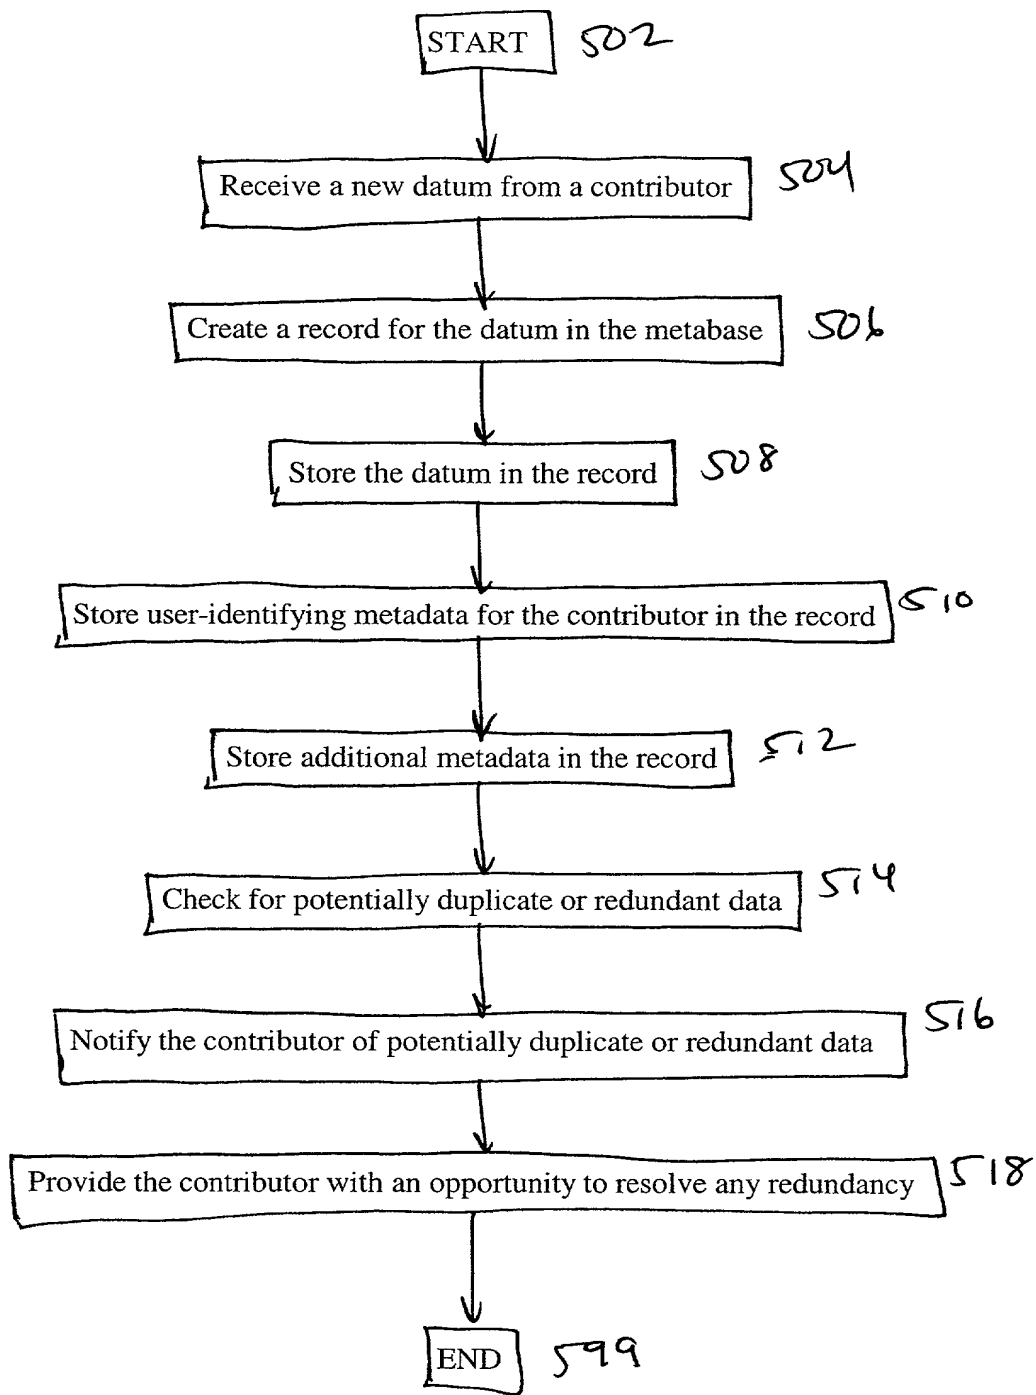 START 502
Receive a new datum from a contributor 504
Create a record for the datum in the metabase 506
Store the datum in the record 508
Store user-identifying metadata for the contributor in the record 510
Store additional metadata in the record 512
Check for potentially duplicate or redundant data 514
Notify the contributor of potentially duplicate or redundant data 516
Provide the contributor with an opportunity to resolve any redundancy 518
END 599